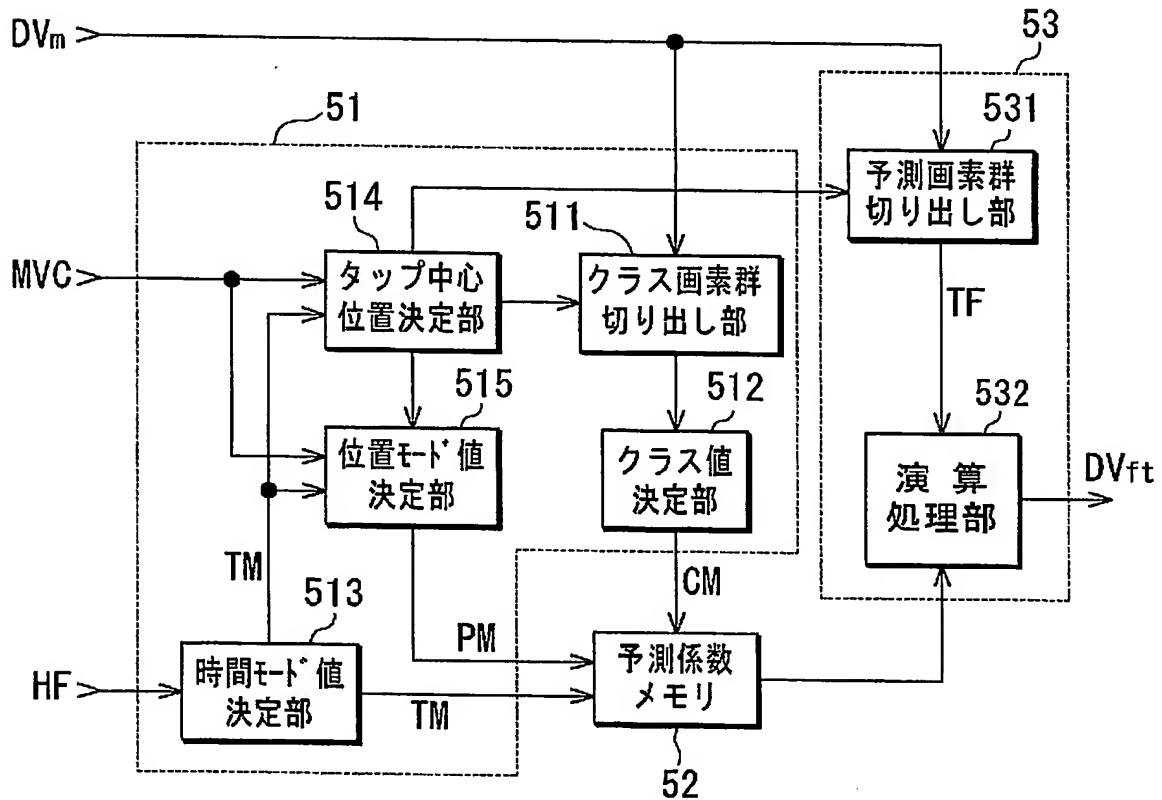 DVm
53
531
51
予測画素群
切り出し部
514
511
MVC
タップ中心
位置決定部
クラス画素群
切り出し部
TF
515
512
532
位置モード値
決定部
クラス値
決定部
演算
処理部
DVft
TM
513
CM
PM
HF
時間モード値
決定部
TM
予測係数
メモリ
52